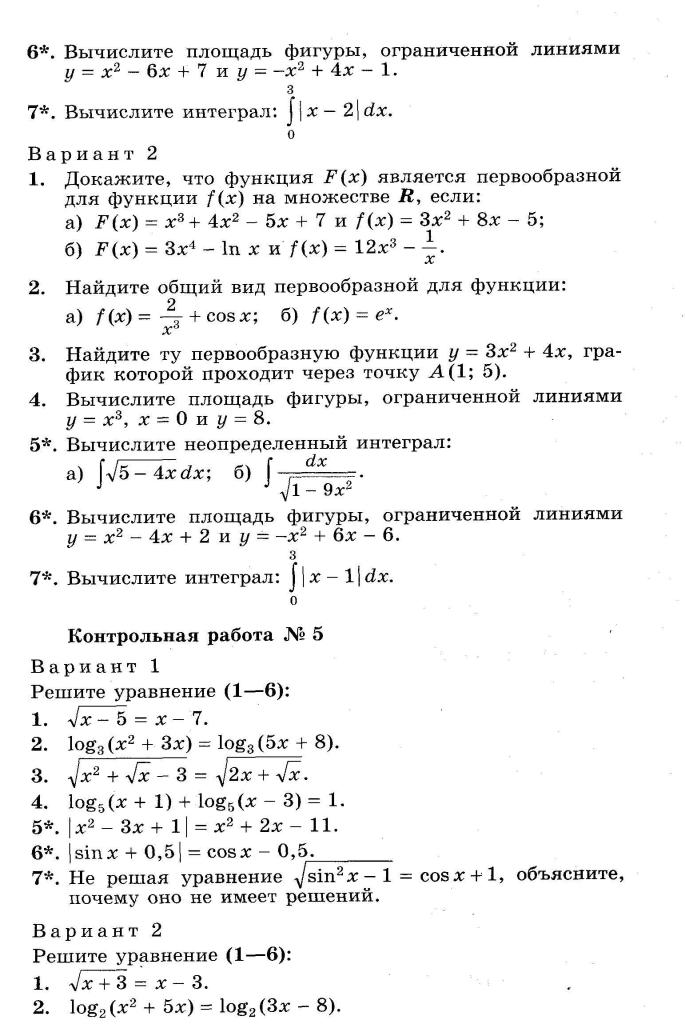 6*. Вычислите площадь фигуры, ограниченной линиями
y = x² – 6x + 7 и y = –x² + 4x – 1.
7*. Вычислите интеграл: ∫₀³ |x – 2| dx.
Вариант 2
1. Докажите, что функция F(x) является первообразной
для функции f(x) на множестве R, если:
а) F(x) = x³ + 4x² – 5x + 7 и f(x) = 3x² + 8x – 5;
б) F(x) = 3x⁴ – ln x и f(x) = 12x³ – 1/x.
2. Найдите общий вид первообразной для функции:
а) f(x) = 2/x³ + cos x; б) f(x) = eˣ.
3. Найдите ту первообразную функции y = 3x² + 4x, гра-
фик которой проходит через точку A(1; 5).
4. Вычислите площадь фигуры, ограниченной линиями
y = x³, x = 0 и y = 8.
5*. Вычислите неопределенный интеграл:
а) ∫√(5 – 4x) dx; б) ∫ dx/√(1 – 9x²).
6*. Вычислите площадь фигуры, ограниченной линиями
y = x² – 4x + 2 и y = –x² + 6x – 6.
7*. Вычислите интеграл: ∫₀³ |x – 1| dx.
Контрольная работа № 5
Вариант 1
Решите уравнение (1—6):
1. √(x – 5) = x – 7.
2. log₃(x² + 3x) = log₃(5x + 8).
3. √(x² + √x – 3) = √(2x + √x).
4. log₅(x + 1) + log₅(x – 3) = 1.
5*. |x² – 3x + 1| = x² + 2x – 11.
6*. |sin x + 0,5| = cos x – 0,5.
7*. Не решая уравнение √(sin²x – 1) = cos x + 1, объясните,
почему оно не имеет решений.
Вариант 2
Решите уравнение (1—6):
1. √(x + 3) = x – 3.
2. log₂(x² + 5x) = log₂(3x – 8).